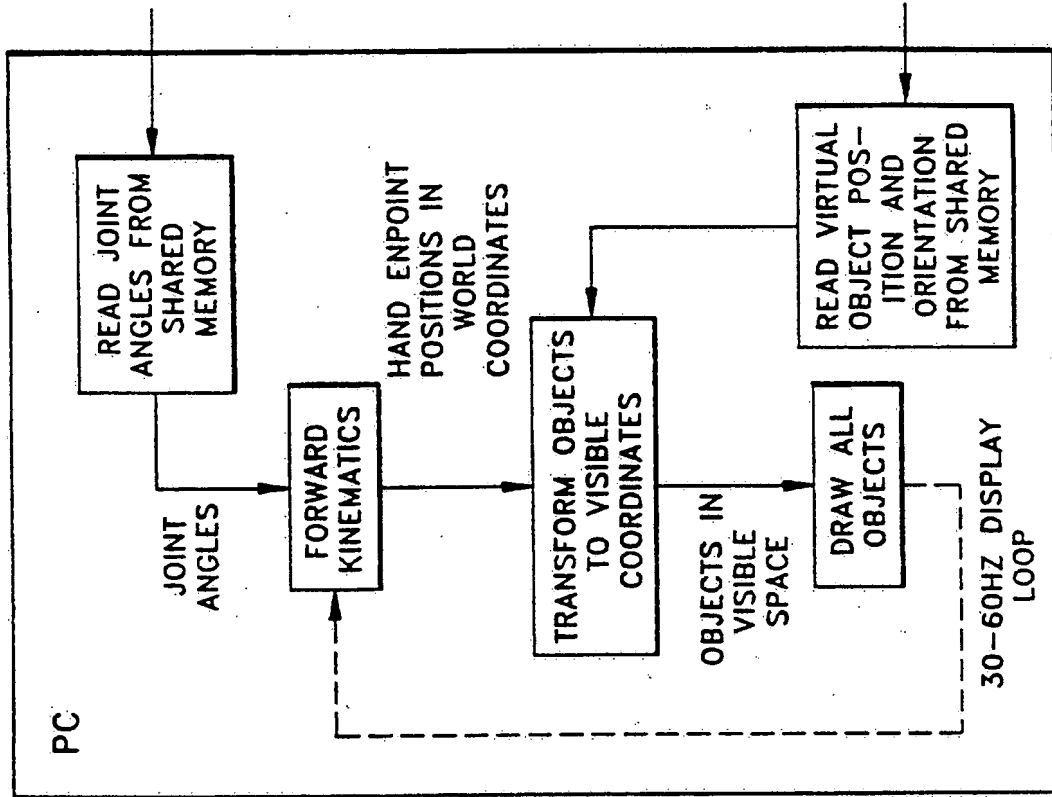 PC
READ JOINT
ANGLES FROM
SHARED
MEMORY
JOINT
ANGLES
FORWARD
KINEMATICS
HAND ENPOINT
POSITIONS IN
WORLD
COORDINATES
TRANSFORM OBJECTS
TO VISIBLE
COORDINATES
READ VIRTUAL
OBJECT POS-
ITION AND
ORIENTATION
FROM SHARED
MEMORY
OBJECTS IN
VISIBLE
SPACE
DRAW ALL
OBJECTS
30-60HZ DISPLAY
LOOP